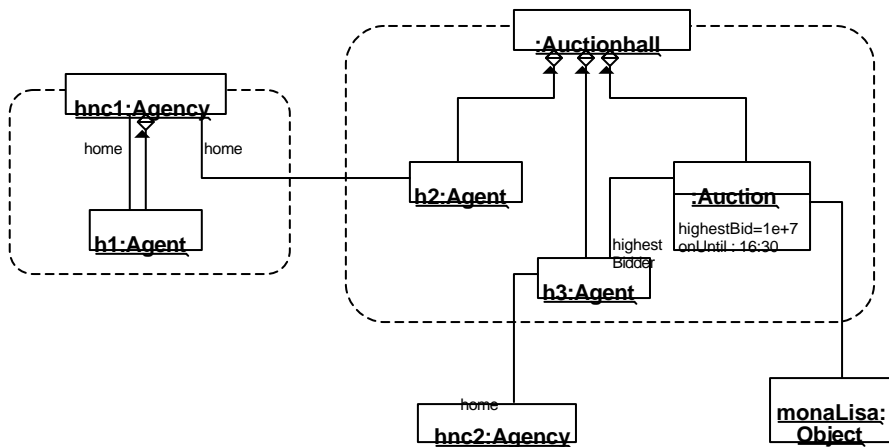 :Auctionhall
hnc1:Agency
home
home
h2:Agent
:Auction
h1:Agent
highestBid=1e+7
onUntil : 16:30
highest
Bidder
h3:Agent
home
hnc2:Agency
monaLisa:
Object